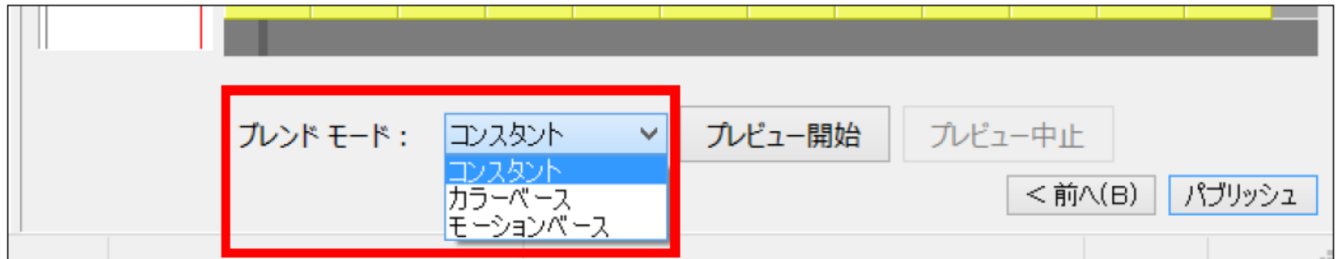 ブレンド モード： コンスタント プレビュー開始 プレビュー中止
コンスタント
カラーベース
モーションベース
< 前へ(B) パブリッシュ